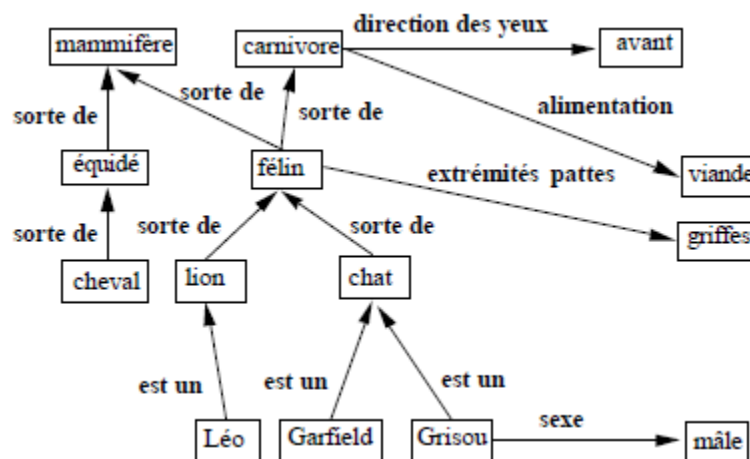 direction des yeux
mammifère
carnivore
avant
sorte de
sorte de
sorte de
alimentation
équidé
félin
extrémités pattes
viande
sorte de
sorte de
sorte de
griffes
cheval
lion
chat
est un
est un
est un
Léo
Garfield
Grisou
sexe
mâle